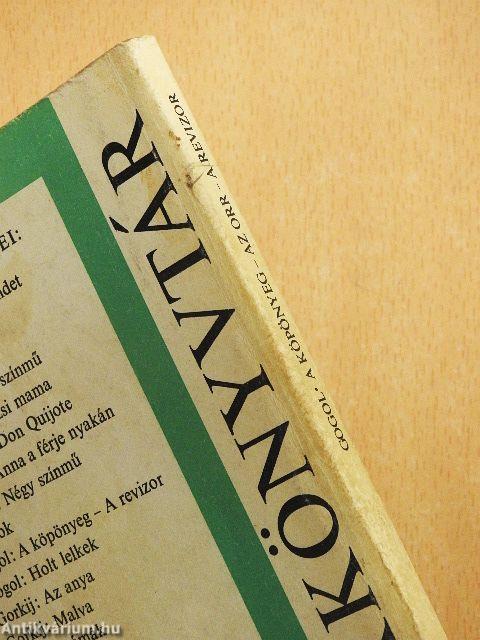 GOGOL: A KÖPÖNYEG – AZ ORR – A REVIZOR
KÖNYVTÁR
EI:
ndet
színmű
si mama
Don Quijote
Anna a férje nyakán
Négy színmű
ok
ol: A köpönyeg – A revizor
ogol: Holt lelkek
Gorkij: Az anya
Malva
Antikvárium.hu